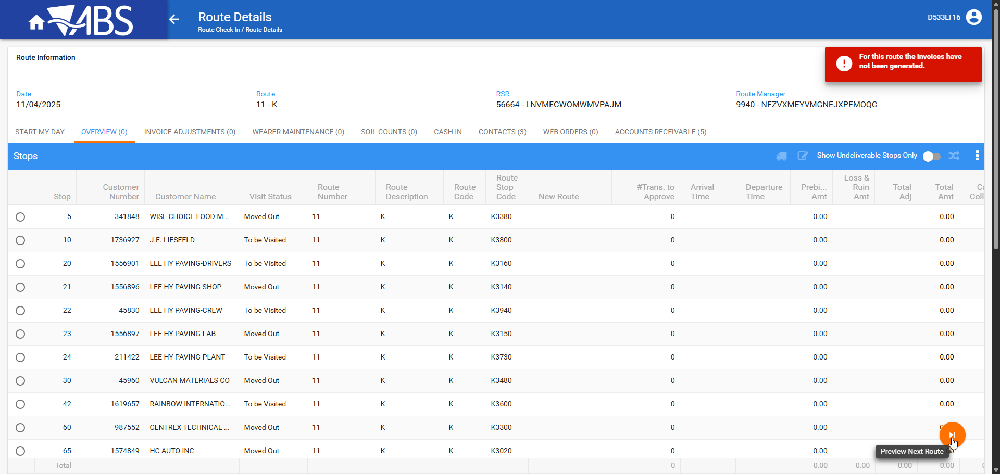 ABS
Route Details
Route Check In / Route Details
D533LT16
Route Information
For this route the invoices have
not been generated.
Date
11/04/2025
Route
11 - K
RSR
56664 - LNVMECWOMWMVPAJM
Route Manager
9940 - NFZVXMEYVMGNEJXPFMOQC
START MY DAY OVERVIEW (0) INVOICE ADJUSTMENTS (0) WEARER MAINTENANCE (0) SOIL COUNTS (0) CASH IN CONTACTS (3) WEB ORDERS (0) ACCOUNTS RECEIVABLE (5)
Stops
Show Undeliverable Stops Only
Stop
Customer
Number
Customer Name
Visit Status
Route
Number
Route
Description
Route
Code
Route
Stop
Code
New Route
#Trans. to
Approve
Arrival
Time
Departure
Time
Prebi...
Amt
Loss &
Ruin
Amt
Total
Adj
Total
Amt
Ca
Coll
5 341848 WISE CHOICE FOOD M... Moved Out 11 K K K3380 0 0.00 0.00
10 1736927 J.E. LIESFELD To be Visited 11 K K K3800 0 0.00 0.00
20 1556901 LEE HY PAVING-DRIVERS To be Visited 11 K K K3160 0 0.00 0.00
21 1556896 LEE HY PAVING-SHOP Moved Out 11 K K K3140 0 0.00 0.00
22 45830 LEE HY PAVING-CREW To be Visited 11 K K K3940 0 0.00 0.00
23 1556897 LEE HY PAVING-LAB Moved Out 11 K K K3150 0 0.00 0.00
24 211422 LEE HY PAVING-PLANT To be Visited 11 K K K3730 0 0.00 0.00
30 45960 VULCAN MATERIALS CO Moved Out 11 K K K3480 0 0.00 0.00
42 1619657 RAINBOW INTERNATIO... To be Visited 11 K K K3600 0 0.00 0.00
60 987552 CENTREX TECHNICAL ... Moved Out 11 K K K3300 0 0.00
65 1574849 HC AUTO INC Moved Out 11 K K K3020 0 0.00
Preview Next Route
Total 0 0.00 0.00 0.00 0.00